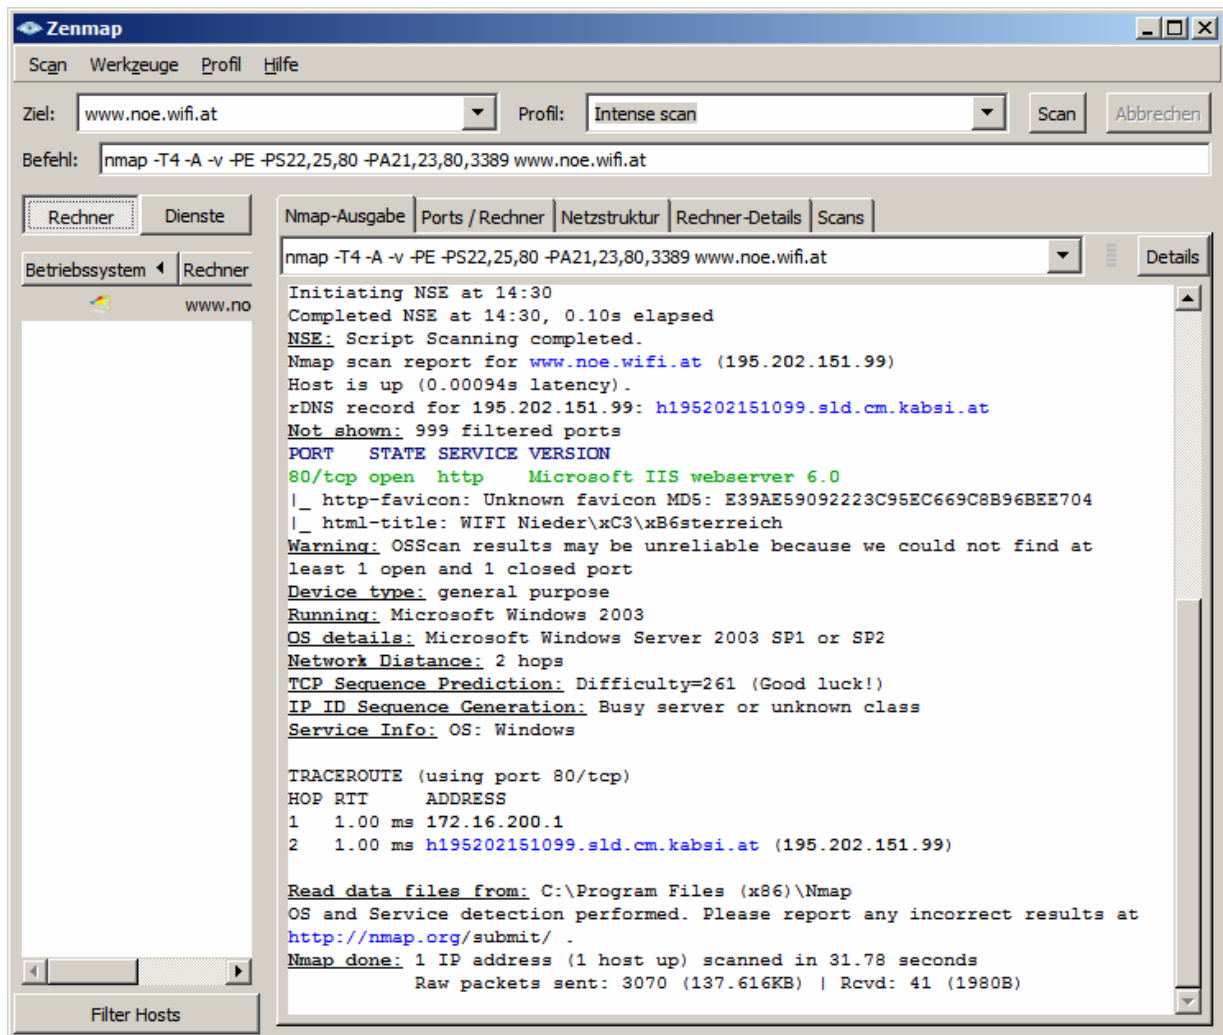 Zenmap
Scan Werkzeuge Profil Hilfe
Ziel: www.noe.wifi.at Profil: Intense scan Scan Abbrechen
Befehl: nmap -T4 -A -v -PE -PS22,25,80 -PA21,23,80,3389 www.noe.wifi.at
Rechner Dienste
Betriebssystem Rechner
www.no
Nmap-Ausgabe Ports / Rechner Netzstruktur Rechner-Details Scans
nmap -T4 -A -v -PE -PS22,25,80 -PA21,23,80,3389 www.noe.wifi.at Details
Initiating NSE at 14:30
Completed NSE at 14:30, 0.10s elapsed
NSE: Script Scanning completed.
Nmap scan report for www.noe.wifi.at (195.202.151.99)
Host is up (0.00094s latency).
rDNS record for 195.202.151.99: h195202151099.sld.cm.kabsi.at
Not shown: 999 filtered ports
PORT STATE SERVICE VERSION
80/tcp open http Microsoft IIS webserver 6.0
|_ http-favicon: Unknown favicon MD5: E39AE59092223C95EC669C8B96BEE704
|_ html-title: WIFI Nieder\xC3\xB6sterreich
Warning: OSScan results may be unreliable because we could not find at
least 1 open and 1 closed port
Device type: general purpose
Running: Microsoft Windows 2003
OS details: Microsoft Windows Server 2003 SP1 or SP2
Network Distance: 2 hops
TCP Sequence Prediction: Difficulty=261 (Good luck!)
IP ID Sequence Generation: Busy server or unknown class
Service Info: OS: Windows
TRACEROUTE (using port 80/tcp)
HOP RTT ADDRESS
1 1.00 ms 172.16.200.1
2 1.00 ms h195202151099.sld.cm.kabsi.at (195.202.151.99)
Read data files from: C:\Program Files (x86)\Nmap
OS and Service detection performed. Please report any incorrect results at
http://nmap.org/submit/ .
Nmap done: 1 IP address (1 host up) scanned in 31.78 seconds
Raw packets sent: 3070 (137.616KB) | Rcvd: 41 (1980B)
Filter Hosts